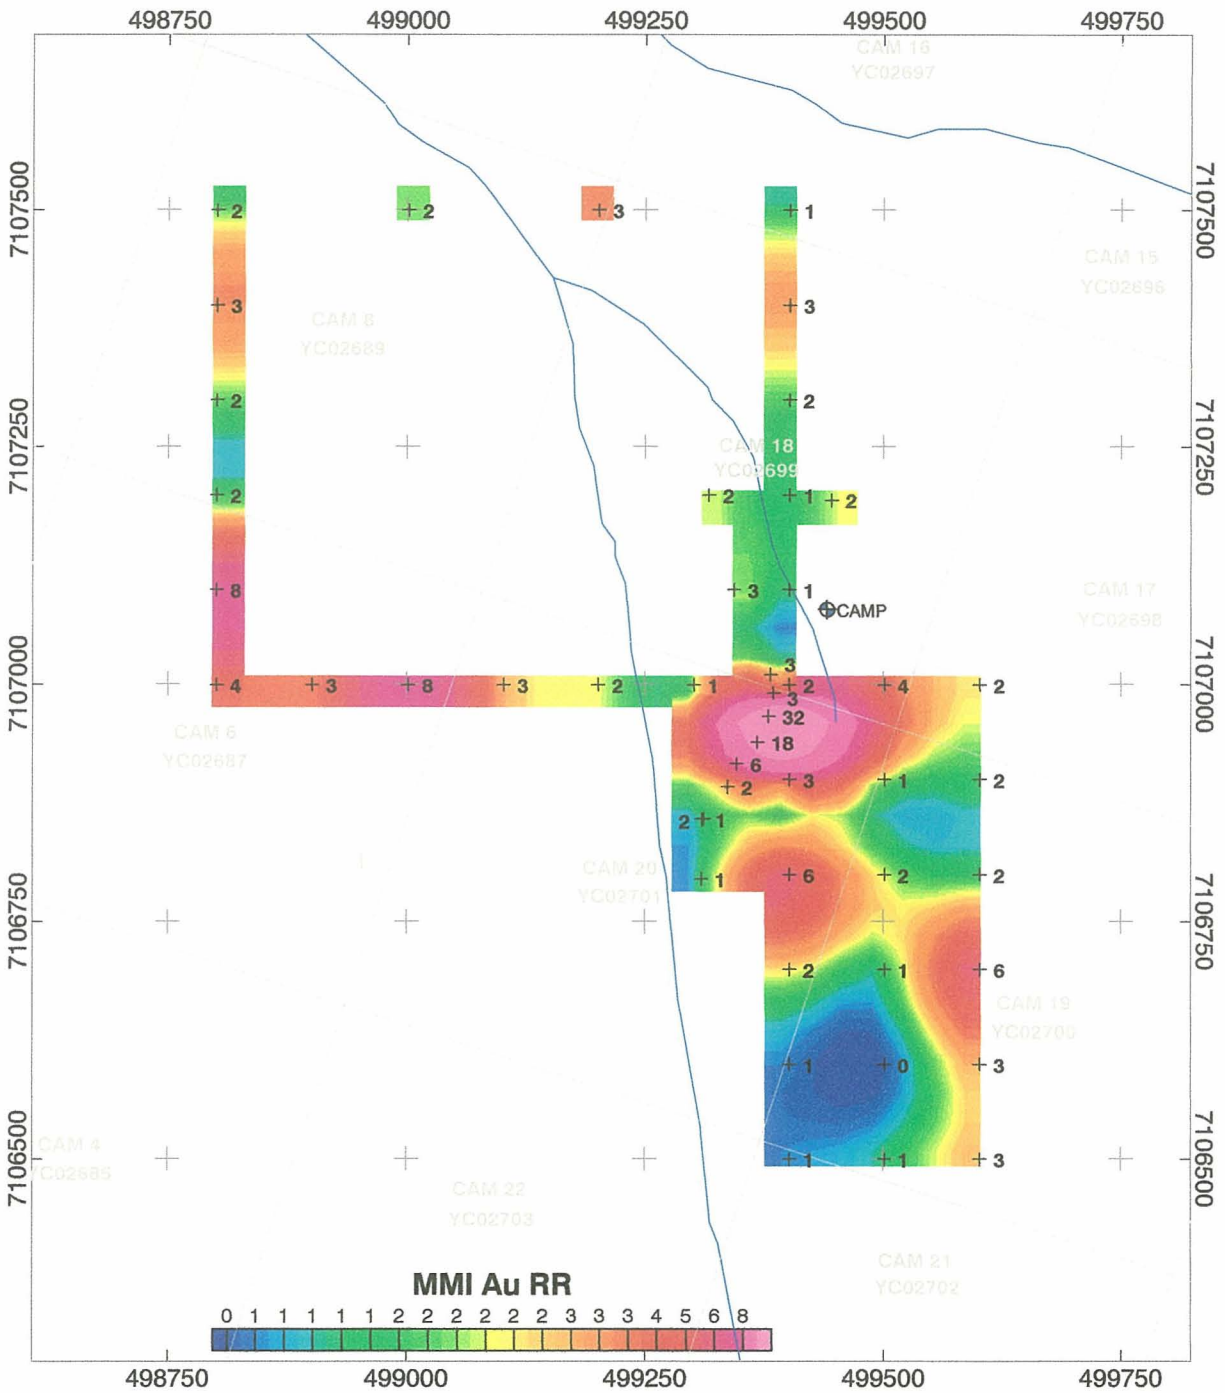 498750 499000 499250 499500 499750
CAM 16
YC02697
7107500
7107500
2 2 3 1
CAM 15
YC02696
3 3
CAM 8
YC02689
2 2
7107250
7107250
CAM 18
YC02699
2 2 1 2
8 3 1
CAMP
CAM 17
YC02698
3
7107000
7107000
4 3 8 3 2 1 2 4 2
3
32
CAM 6
YC02687
18
6
3 1 2
2
2 1
CAM 20
YC02701
1 6 2 2
7106750
7106750
2 1 6
CAM 19
YC02700
1 0 3
7106500
7106500
CAM 4
YC02685
1 1 3
CAM 22
YC02703
CAM 21
YC02702
MMI Au RR
0 1 1 1 1 1 2 2 2 2 2 2 3 3 3 4 5 6 8
498750 499000 499250 499500 499750